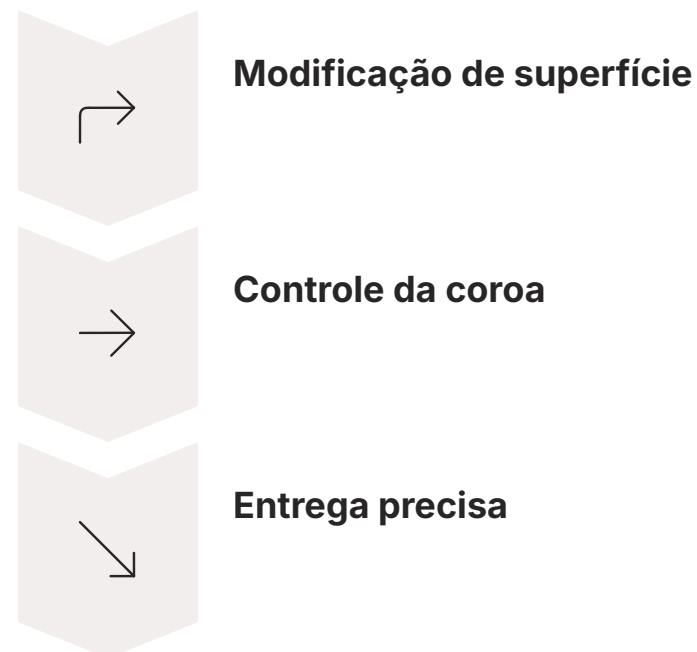 Modificação de superfície
Controle da coroa
Entrega precisa